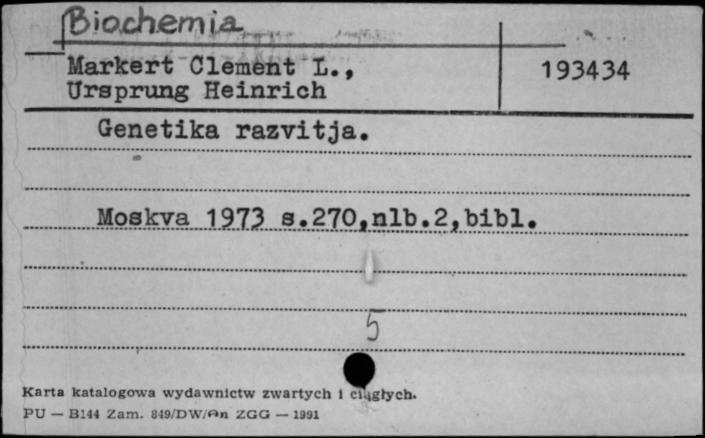 Biochemia
Markert Clement L.,
Ursprung Heinrich
193434
Genetika razvitja.
Moskva 1973 s.270,nlb.2,bibl.
5
Karta katalogowa wydawnictw zwartych i ciągłych.
PU — B144 Zam. 849/DW/An ZGG — 1991